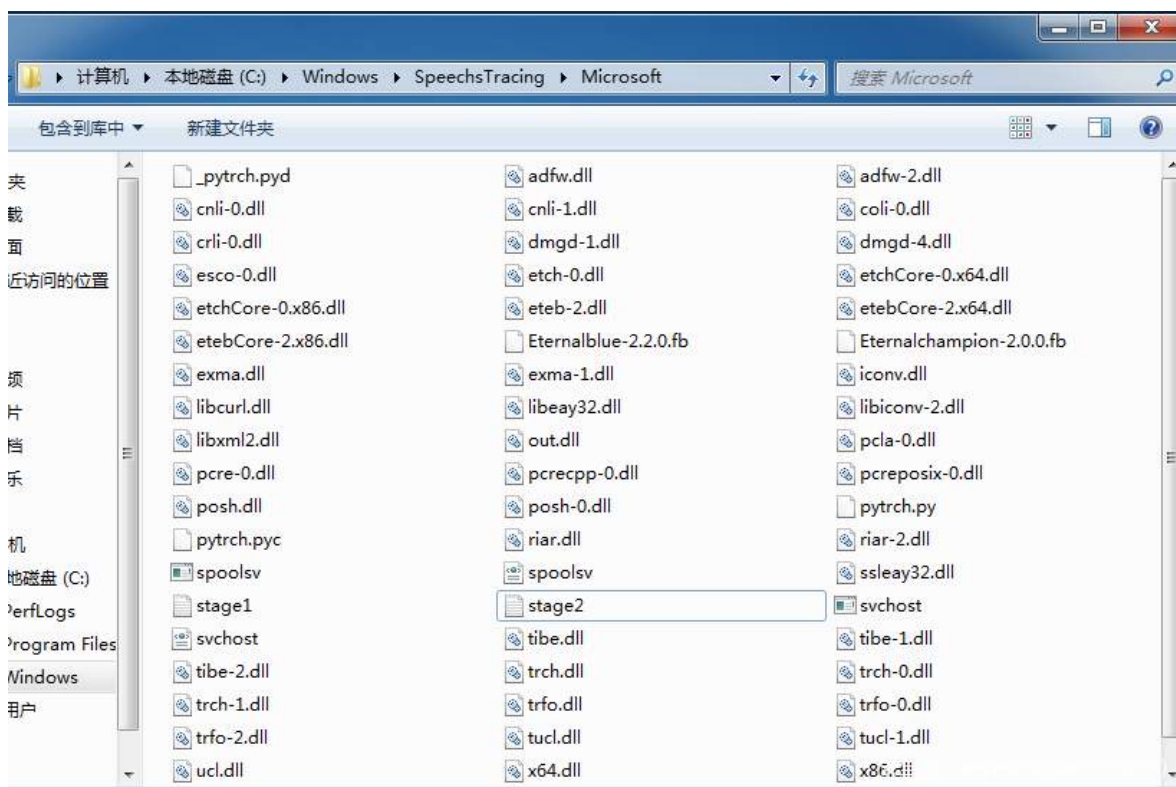 计算机 本地磁盘 (C:) Windows SpeechsTracing Microsoft 搜索 Microsoft
包含到库中 新建文件夹
夹 _pytrch.pyd adfw.dll adfw-2.dll
载 cnli-0.dll cnli-1.dll coli-0.dll
面 crli-0.dll dmgd-1.dll dmgd-4.dll
近访问的位置 esco-0.dll etch-0.dll etchCore-0.x64.dll
etchCore-0.x86.dll eteb-2.dll etebCore-2.x64.dll
etebCore-2.x86.dll Eternalblue-2.2.0.fb Eternalchampion-2.0.0.fb
频 exma.dll exma-1.dll iconv.dll
片 libcurl.dll libeay32.dll libiconv-2.dll
档 libxml2.dll out.dll pcla-0.dll
乐 pcre-0.dll pcrecpp-0.dll pcreposix-0.dll
posh.dll posh-0.dll pytrch.py
机 pytrch.pyc riar.dll riar-2.dll
地磁盘 (C:) spoolsv spoolsv ssleay32.dll
PerfLogs stage1 stage2 svchost
Program Files svchost tibe.dll tibe-1.dll
Windows tibe-2.dll trch.dll trch-0.dll
用户 trch-1.dll trfo.dll trfo-0.dll
trfo-2.dll tucl.dll tucl-1.dll
ucl.dll x64.dll x86.dll